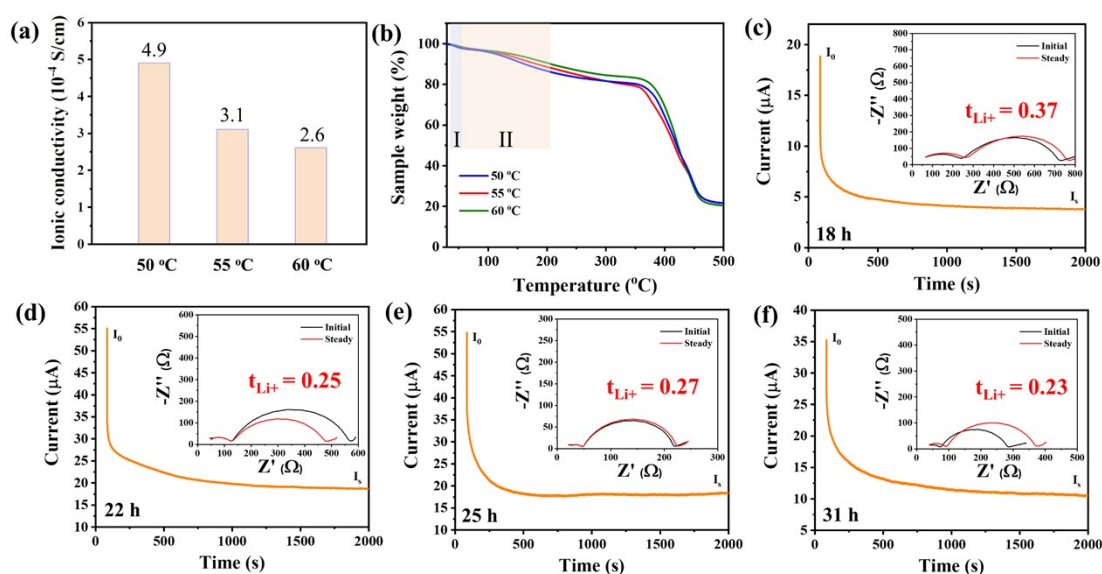 (a)
Ionic conductivity (10⁻⁴ S/cm)
6
5
4
3
2
1
0
4.9
3.1
2.6
50 °C
55 °C
60 °C
(b)
Sample weight (%)
120
100
80
60
40
20
0
I
II
50 °C
55 °C
60 °C
100
200
300
400
500
Temperature (°C)
(c)
Current (μA)
20
15
10
5
0
I₀
Iₛ
-Z'' (Ω)
800
700
600
500
400
300
200
100
0
Initial
Steady
t_Li+ = 0.37
0 100 200 300 400 500 600 700 800
Z' (Ω)
18 h
0 500 1000 1500 2000
Time (s)
(d)
Current (μA)
60
55
50
45
40
35
30
25
20
15
10
I₀
Iₛ
-Z'' (Ω)
600
500
400
300
200
100
0
Initial
Steady
t_Li+ = 0.25
0 100 200 300 400 500 600
Z' (Ω)
22 h
0 500 1000 1500 2000
Time (s)
(e)
Current (μA)
60
55
50
45
40
35
30
25
20
15
10
I₀
Iₛ
-Z'' (Ω)
300
250
200
150
100
50
0
Initial
Steady
t_Li+ = 0.27
0 100 200 300
Z' (Ω)
25 h
0 500 1000 1500 2000
Time (s)
(f)
Current (μA)
40
35
30
25
20
15
10
5
I₀
Iₛ
-Z'' (Ω)
500
400
300
200
100
0
Initial
Steady
t_Li+ = 0.23
0 100 200 300 400 500
Z' (Ω)
31 h
0 500 1000 1500 2000
Time (s)